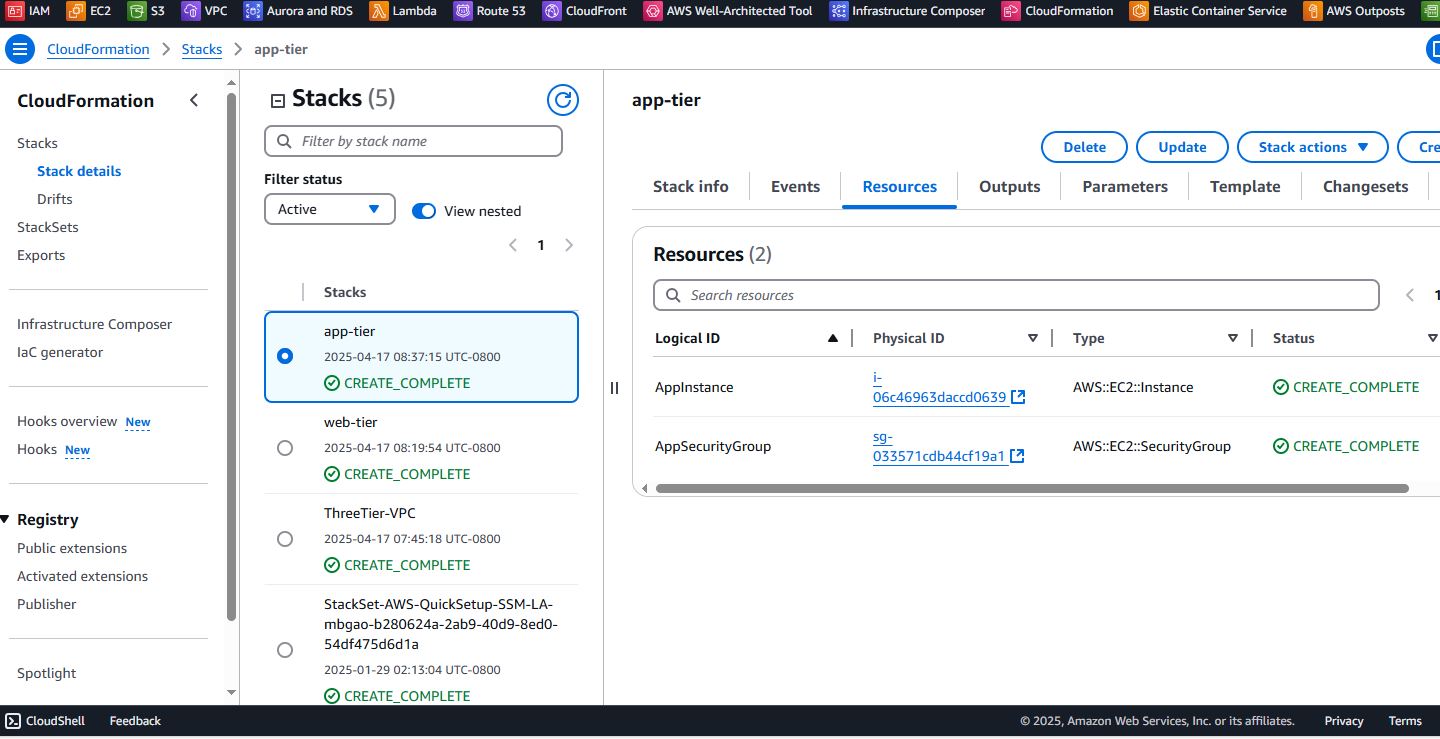 IAM EC2 S3 VPC Aurora and RDS Lambda Route 53 CloudFront AWS Well-Architected Tool Infrastructure Composer CloudFormation Elastic Container Service AWS Outposts
CloudFormation Stacks app-tier
CloudFormation
Stacks
Stack details
Drifts
StackSets
Exports
Infrastructure Composer
IaC generator
Hooks overview New
Hooks New
Registry
Public extensions
Activated extensions
Publisher
Spotlight
Stacks (5)
Filter by stack name
Filter status
Active
View nested
1
Stacks
app-tier
2025-04-17 08:37:15 UTC-0800
CREATE_COMPLETE
web-tier
2025-04-17 08:19:54 UTC-0800
CREATE_COMPLETE
ThreeTier-VPC
2025-04-17 07:45:18 UTC-0800
CREATE_COMPLETE
StackSet-AWS-QuickSetup-SSM-LA-
mbgao-b280624a-2ab9-40d9-8ed0-
54df475d6d1a
2025-01-29 02:13:04 UTC-0800
CREATE_COMPLETE
app-tier
Delete Update Stack actions Cre
Stack info Events Resources Outputs Parameters Template Changesets
Resources (2)
Search resources
1
Logical ID Physical ID Type Status
AppInstance i-
06c46963daccd0639 AWS::EC2::Instance CREATE_COMPLETE
AppSecurityGroup sg-
033571cdb44cf19a1 AWS::EC2::SecurityGroup CREATE_COMPLETE
CloudShell Feedback © 2025, Amazon Web Services, Inc. or its affiliates. Privacy Terms